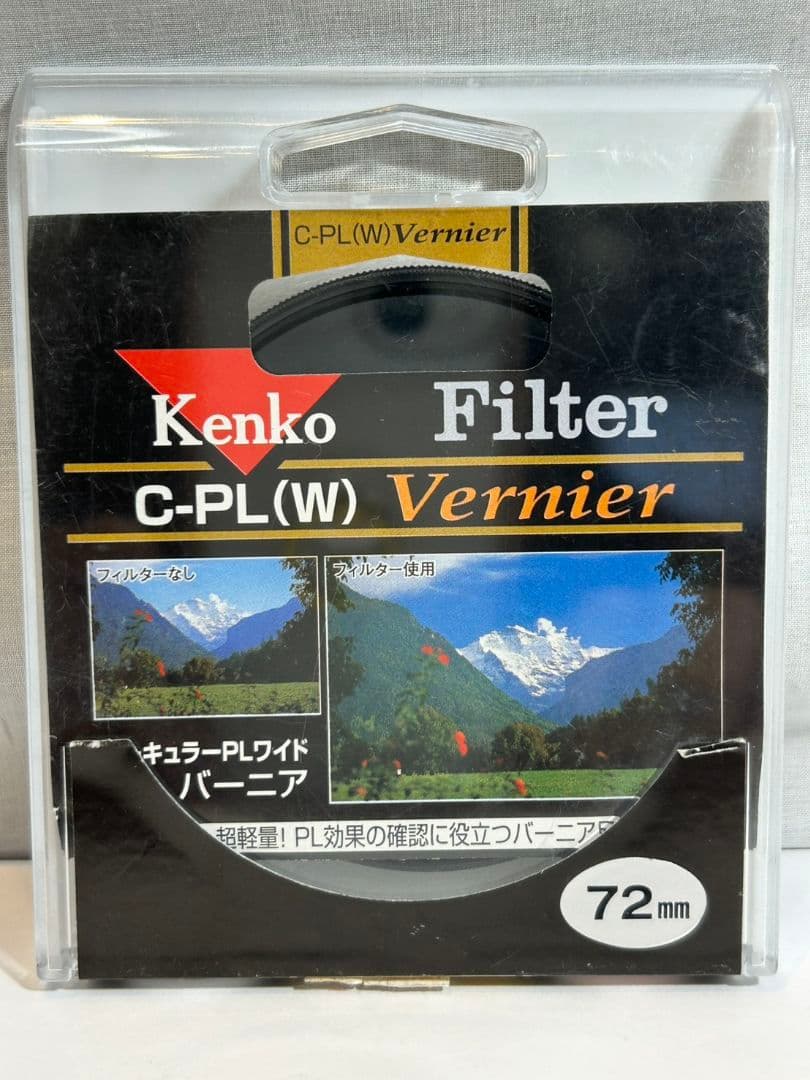 C-PL(W) Vernier
Kenko
Filter
C-PL(W) Vernier
フィルターなし
フィルター使用
キュラーPLワイド
バーニア
超軽量! PL効果の確認に役立つバーニア
72mm